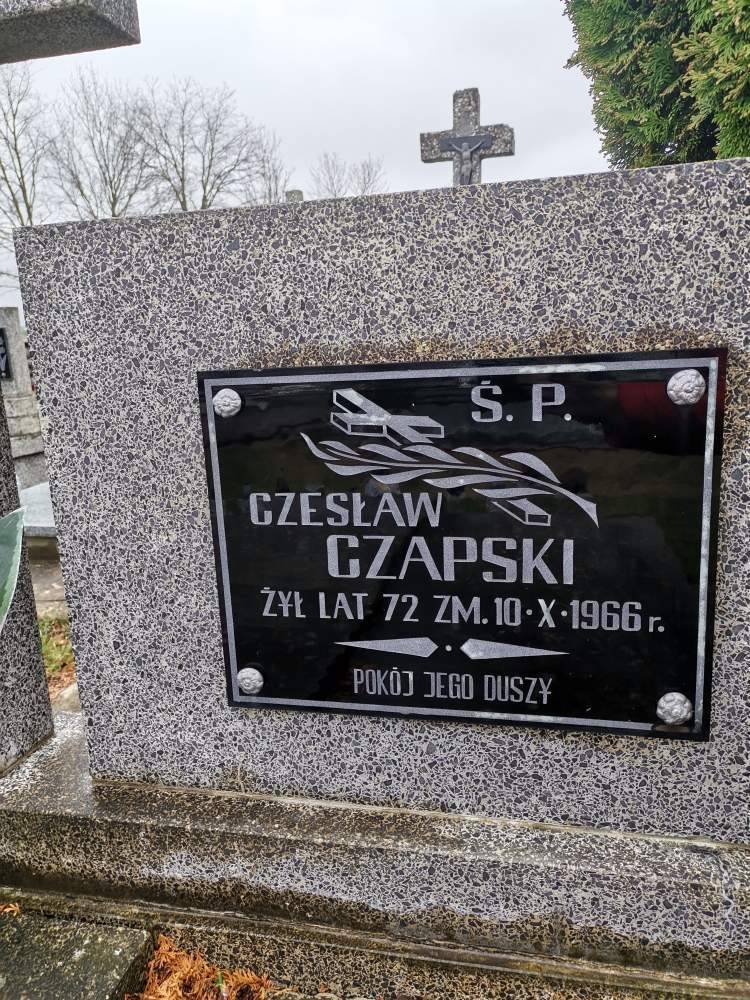 Ś. P.
CZESŁAW
CZAPSKI
ŻYŁ LAT 72 ZM. 10·X·1966 r.
POKÓJ JEGO DUSZY